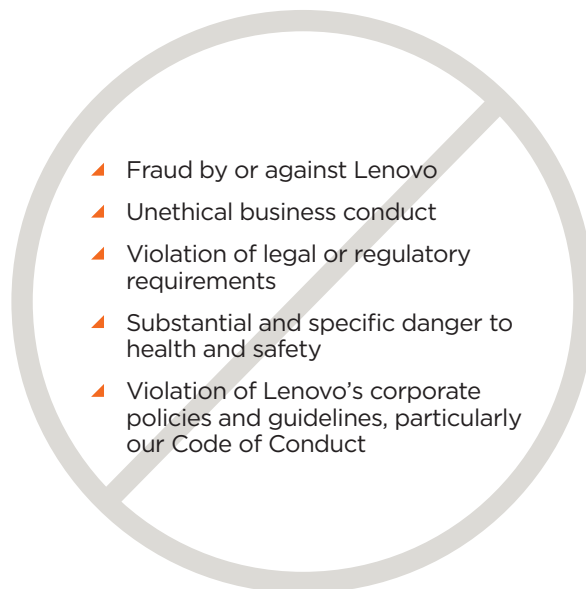 Fraud by or against Lenovo
Unethical business conduct
Violation of legal or regulatory
requirements
Substantial and specific danger to
health and safety
Violation of Lenovo’s corporate
policies and guidelines, particularly
our Code of Conduct